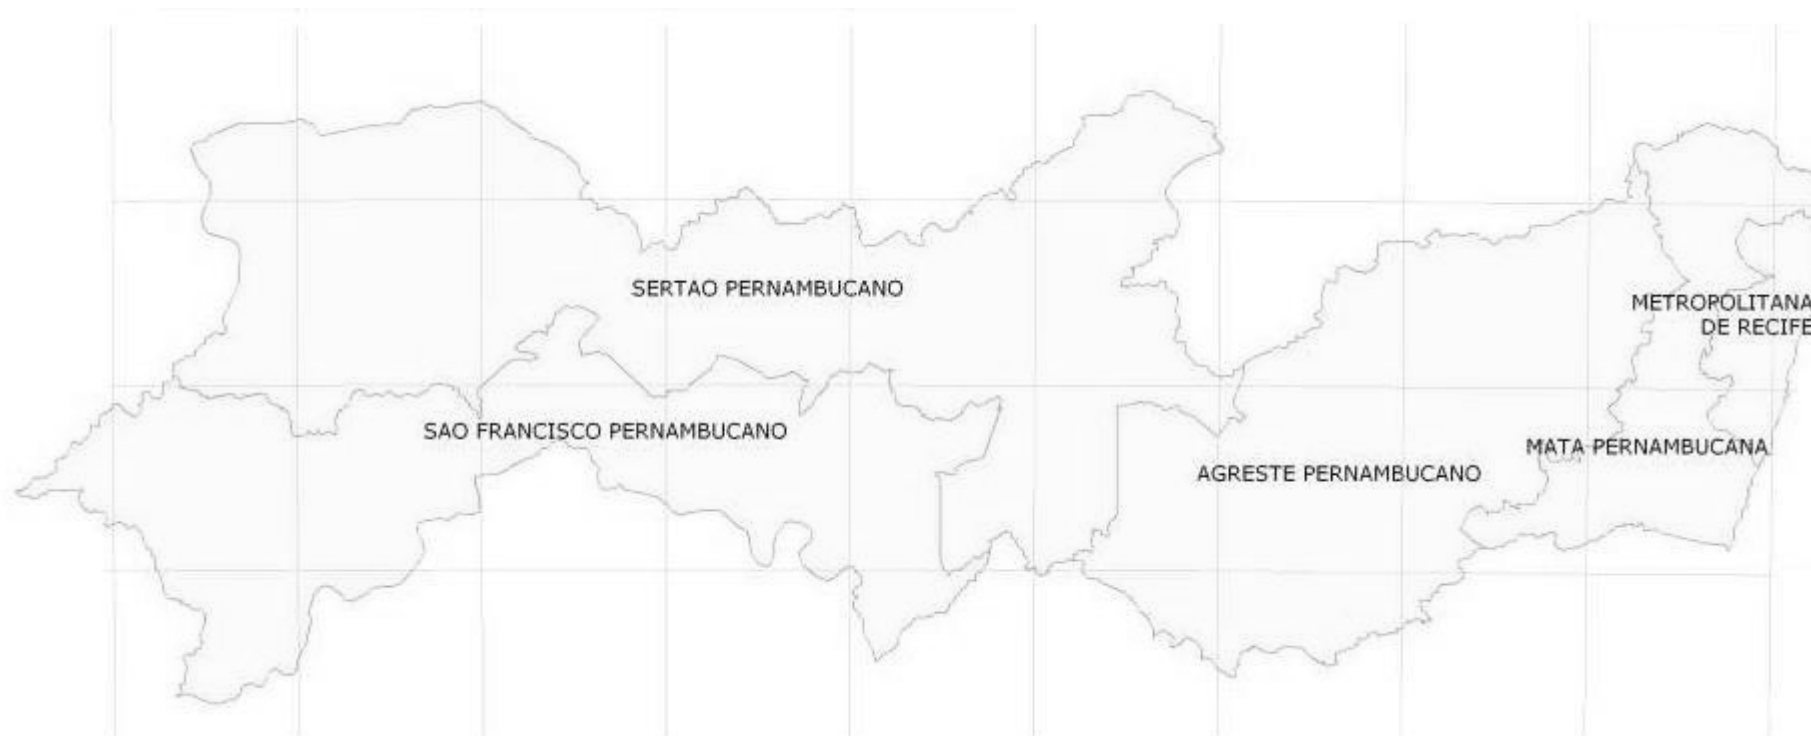 SERTAO PERNAMBUCANO
METROPOLITANA
DE RECIFE
SAO FRANCISCO PERNAMBUCANO
MATA PERNAMBUCANA
AGRESTE PERNAMBUCANO